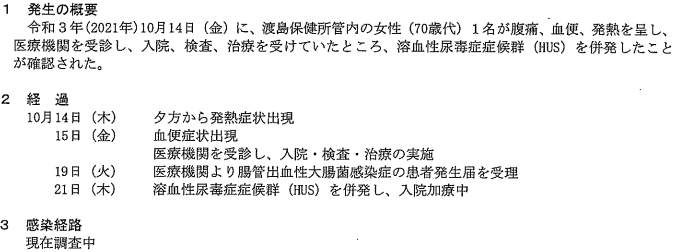 1 発生の概要
令和3年(2021年)10月14日(金)に、渡島保健所管内の女性(70歳代)1名が腹痛、血便、発熱を呈し、
医療機関を受診し、入院、検査、治療を受けていたところ、溶血性尿毒症症候群(HUS)を併発したこと
が確認された。
2 経 過
10月14日(木) 夕方から発熱症状出現
15日(金) 血便症状出現
医療機関を受診し、入院・検査・治療の実施
19日(火) 医療機関より腸管出血性大腸菌感染症の患者発生届を受理
21日(木) 溶血性尿毒症症候群(HUS)を併発し、入院加療中
3 感染経路
現在調査中